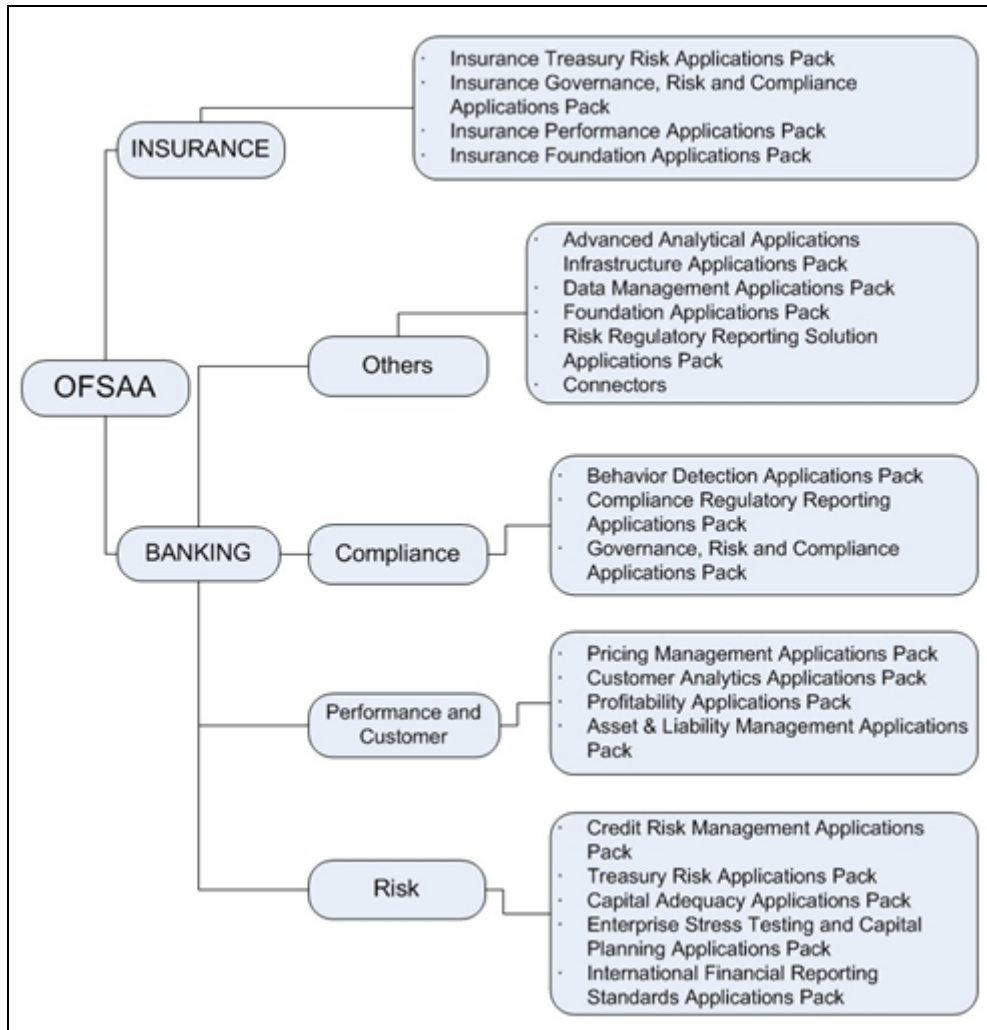 · Insurance Treasury Risk Applications Pack
· Insurance Governance, Risk and Compliance
Applications Pack
· Insurance Performance Applications Pack
· Insurance Foundation Applications Pack
INSURANCE
· Advanced Analytical Applications
Infrastructure Applications Pack
· Data Management Applications Pack
· Foundation Applications Pack
· Risk Regulatory Reporting Solution
Applications Pack
· Connectors
Others
OFSAA
· Behavior Detection Applications Pack
· Compliance Regulatory Reporting
Applications Pack
· Governance, Risk and Compliance
Applications Pack
BANKING
Compliance
· Pricing Management Applications Pack
· Customer Analytics Applications Pack
· Profitability Applications Pack
· Asset & Liability Management Applications
Pack
Performance and
Customer
· Credit Risk Management Applications
Pack
· Treasury Risk Applications Pack
· Capital Adequacy Applications Pack
· Enterprise Stress Testing and Capital
Planning Applications Pack
· International Financial Reporting
Standards Applications Pack
Risk